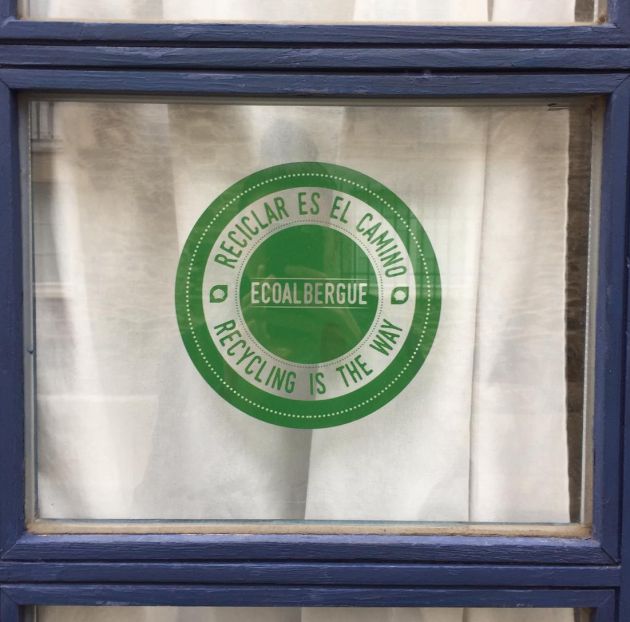 RECICLAR ES EL CAMINO
ECOALBERGUE
RECYCLING IS THE WAY